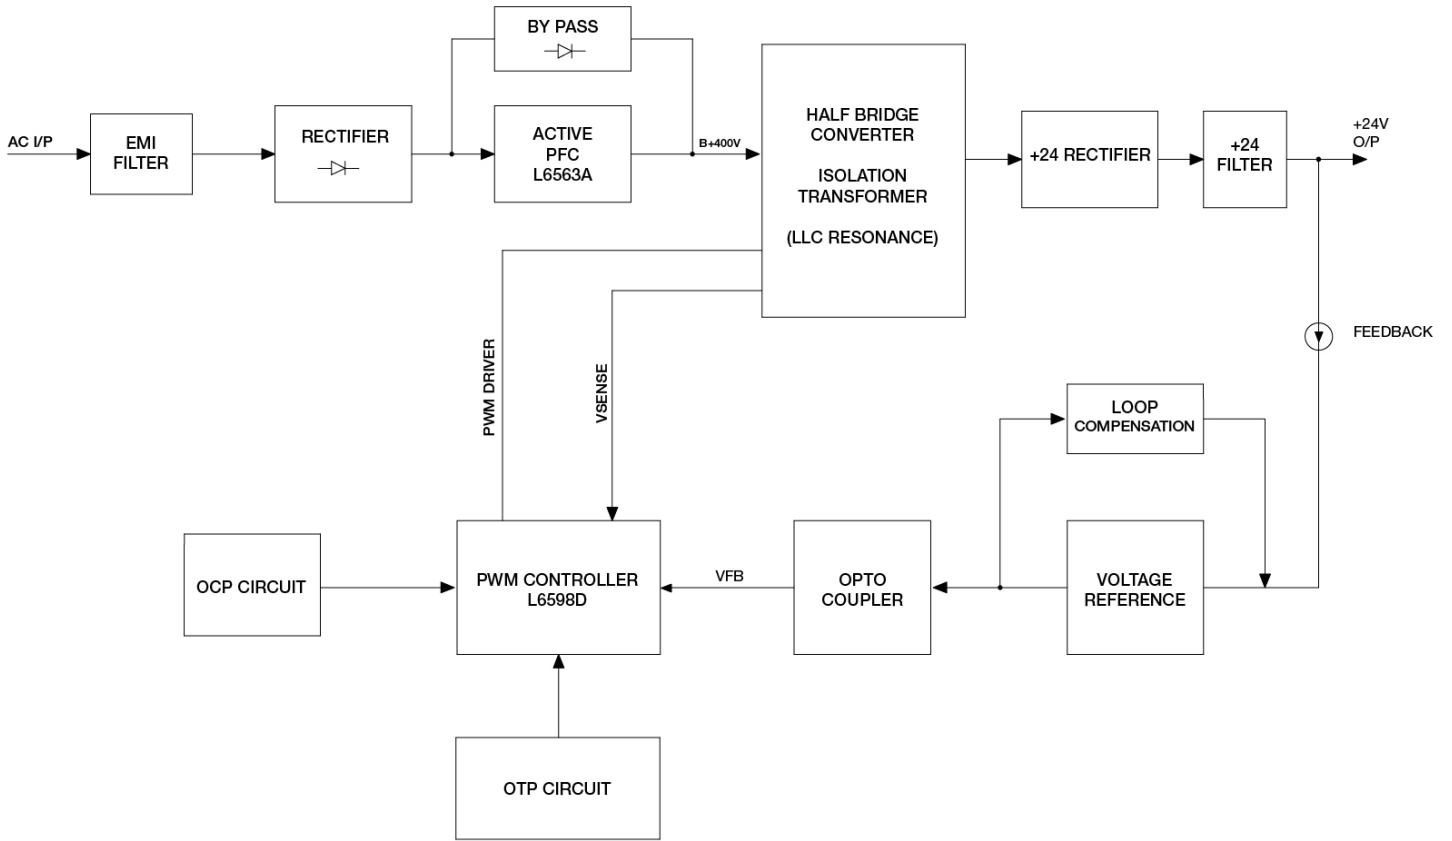 BY PASS
AC I/P
EMI
FILTER
RECTIFIER
ACTIVE
PFC
L6563A
B+400V
HALF BRIDGE
CONVERTER
ISOLATION
TRANSFORMER
(LLC RESONANCE)
+24 RECTIFIER
+24
FILTER
+24V
O/P
FEEDBACK
PWM DRIVER
VSENSE
LOOP
COMPENSATION
OCP CIRCUIT
PWM CONTROLLER
L6598D
VFB
OPTO
COUPLER
VOLTAGE
REFERENCE
OTP CIRCUIT